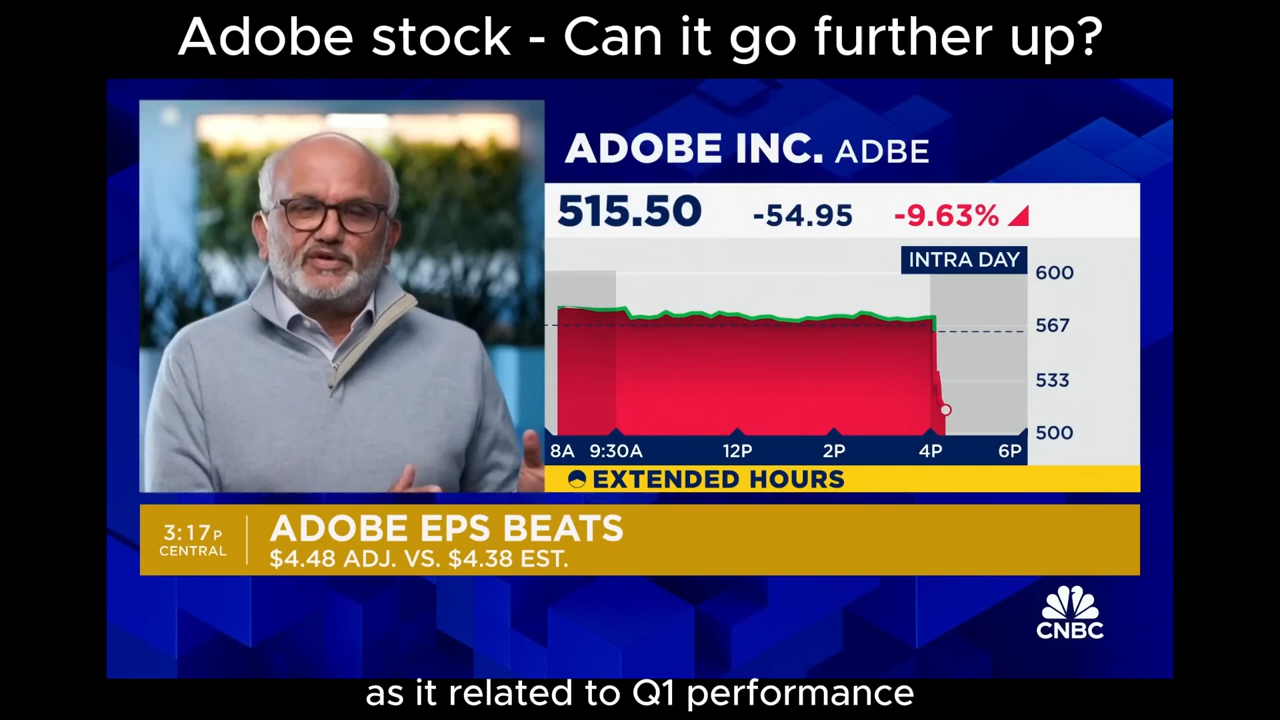 Adobe stock - Can it go further up?
ADOBE INC. ADBE
515.50 -54.95 -9.63%
INTRA DAY
600
567
533
500
8A 9:30A 12P 2P 4P 6P
EXTENDED HOURS
3:17P
CENTRAL
ADOBE EPS BEATS
$4.48 ADJ. VS. $4.38 EST.
CNBC
as it related to Q1 performance